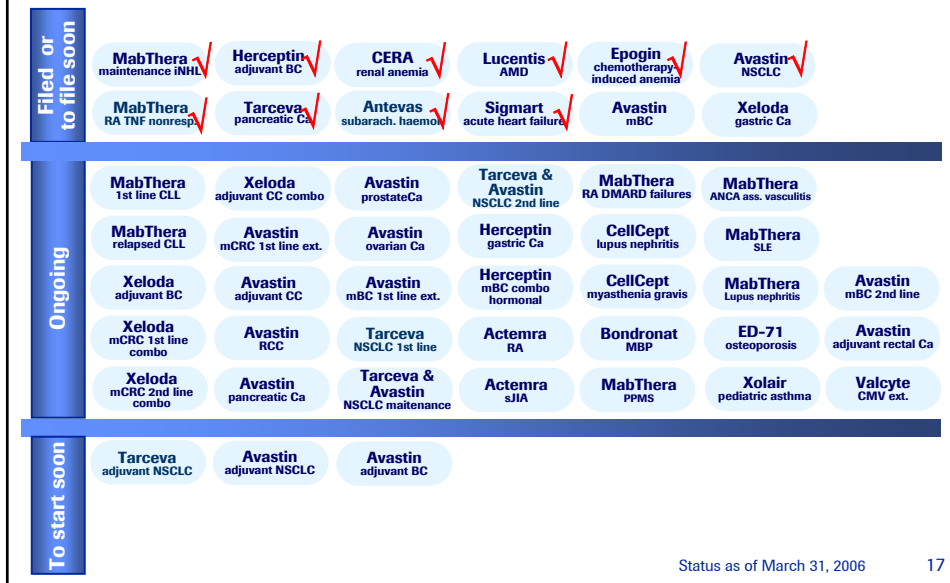 Filed or
to file soon
MabThera
maintenance iNHL
Herceptin
adjuvant BC
CERA
renal anemia
Lucentis
AMD
Epogin
chemotherapy-
induced anemia
Avastin
NSCLC
MabThera
RA TNF nonresp.
Tarceva
pancreatic Ca
Antevas
subarach. haemor
Sigmart
acute heart failure
Avastin
mBC
Xeloda
gastric Ca
Ongoing
MabThera
1st line CLL
Xeloda
adjuvant CC combo
Avastin
prostateCa
Tarceva &
Avastin
NSCLC 2nd line
MabThera
RA DMARD failures
MabThera
ANCA ass. vasculitis
MabThera
relapsed CLL
Avastin
mCRC 1st line ext.
Avastin
ovarian Ca
Herceptin
gastric Ca
CellCept
lupus nephritis
MabThera
SLE
Xeloda
adjuvant BC
Avastin
adjuvant CC
Avastin
mBC 1st line ext.
Herceptin
mBC combo
hormonal
CellCept
myasthenia gravis
MabThera
Lupus nephritis
Avastin
mBC 2nd line
Xeloda
mCRC 1st line
combo
Avastin
RCC
Tarceva
NSCLC 1st line
Actemra
RA
Bondronat
MBP
ED-71
osteoporosis
Avastin
adjuvant rectal Ca
Xeloda
mCRC 2nd line
combo
Avastin
pancreatic Ca
Tarceva &
Avastin
NSCLC maitenance
Actemra
sJIA
MabThera
PPMS
Xolair
pediatric asthma
Valcyte
CMV ext.
To start soon
Tarceva
adjuvant NSCLC
Avastin
adjuvant NSCLC
Avastin
adjuvant BC
Status as of March 31, 2006
17